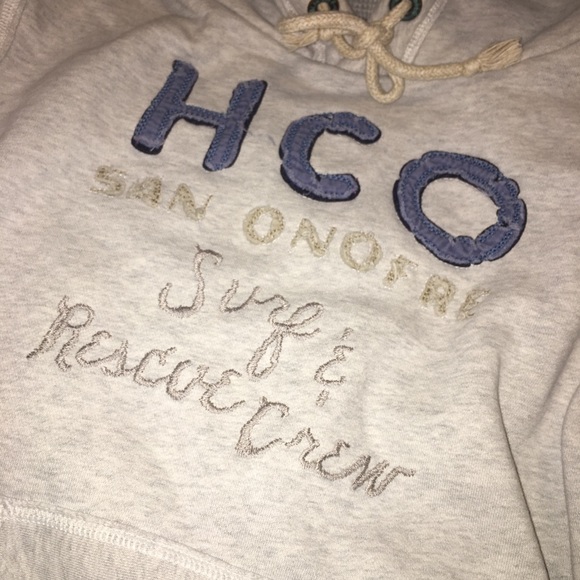 HCO
SAN ONOFRE
Surf &
Rescue Crew